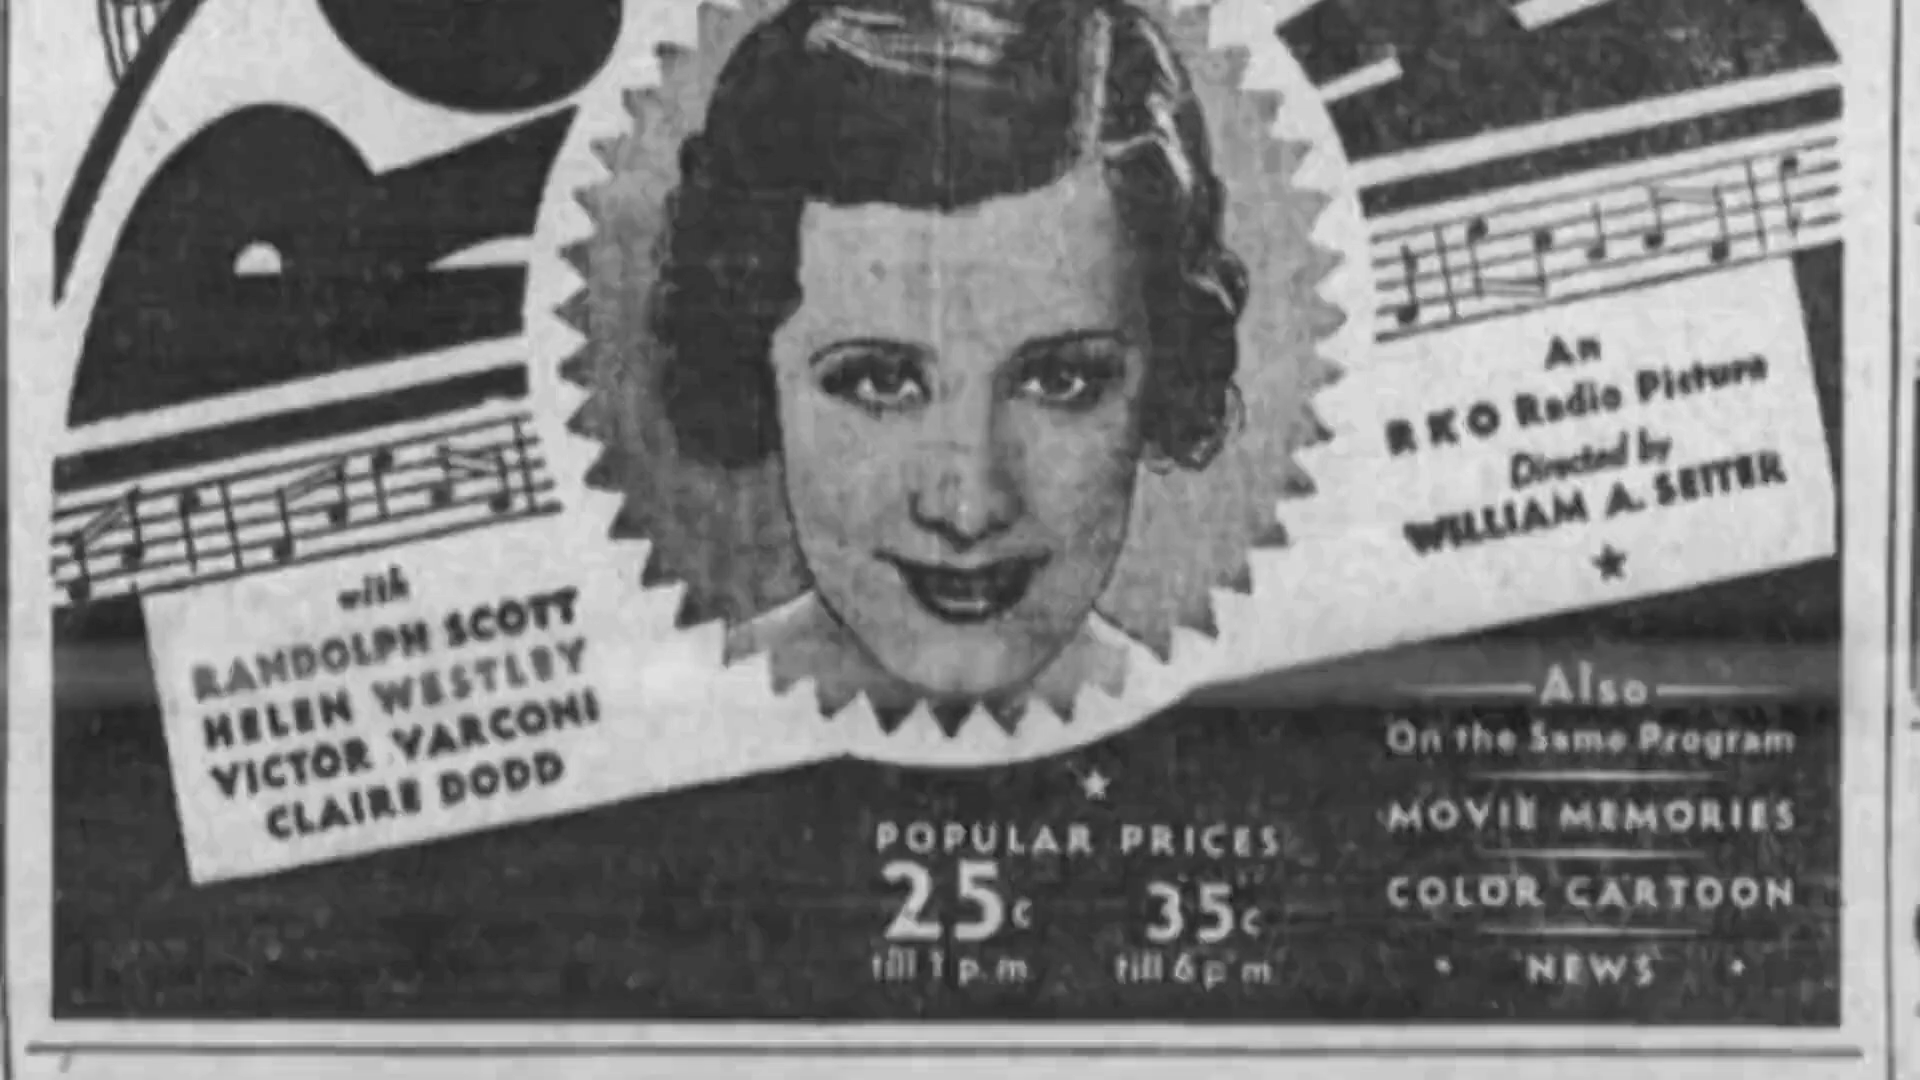 with
RANDOLPH SCOTT
HELEN WESTLEY
VICTOR VARCONI
CLAIRE DODD
An
RKO Radio Picture
Directed by
WILLIAM A. SEITER
POPULAR PRICES
25c 35c
till 1 p.m. till 6 p.m.
Also
On the Same Program
MOVIE MEMORIES
COLOR CARTOON
NEWS